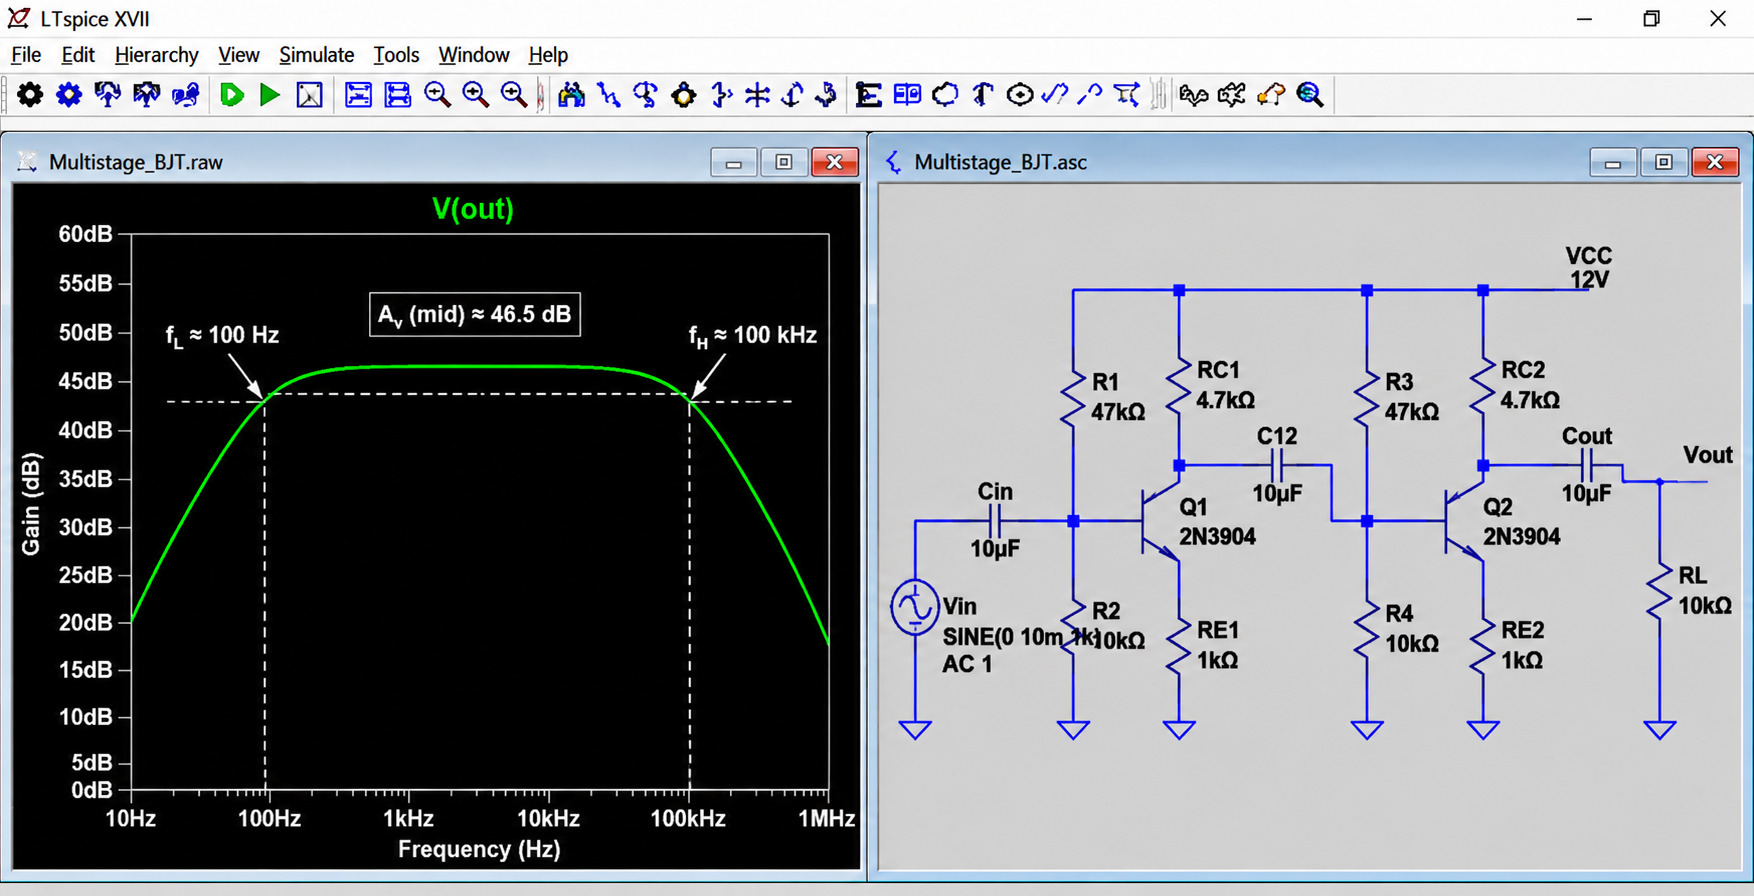 LTspice XVII
File Edit Hierarchy View Simulate Tools Window Help
Multistage_BJT.raw
V(out)
60dB
55dB
50dB
45dB
40dB
35dB
30dB
25dB
20dB
15dB
10dB
5dB
0dB
Gain (dB)
Av (mid) ≈ 46.5 dB
fL ≈ 100 Hz
fH ≈ 100 kHz
10Hz 100Hz 1kHz 10kHz 100kHz 1MHz
Frequency (Hz)
Multistage_BJT.asc
VCC
12V
R1
47kΩ
RC1
4.7kΩ
R3
47kΩ
RC2
4.7kΩ
C12
10µF
Cout
10µF
Vout
Cin
10µF
Q1
2N3904
Q2
2N3904
Vin
SINE(0 10m 1k)
AC 1
R2
10kΩ
RE1
1kΩ
R4
10kΩ
RE2
1kΩ
RL
10kΩ